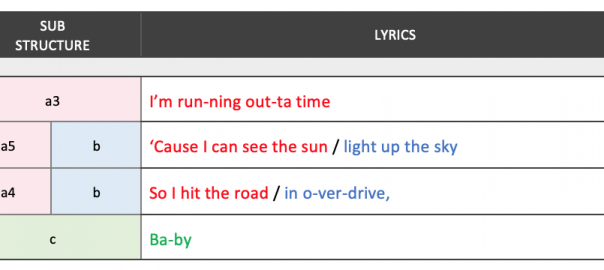 SUB
STRUCTURE
LYRICS
a3
I’m run-ning out-ta time
a5 b ‘Cause I can see the sun / light up the sky
a4 b So I hit the road / in o-ver-drive,
c
Ba-by